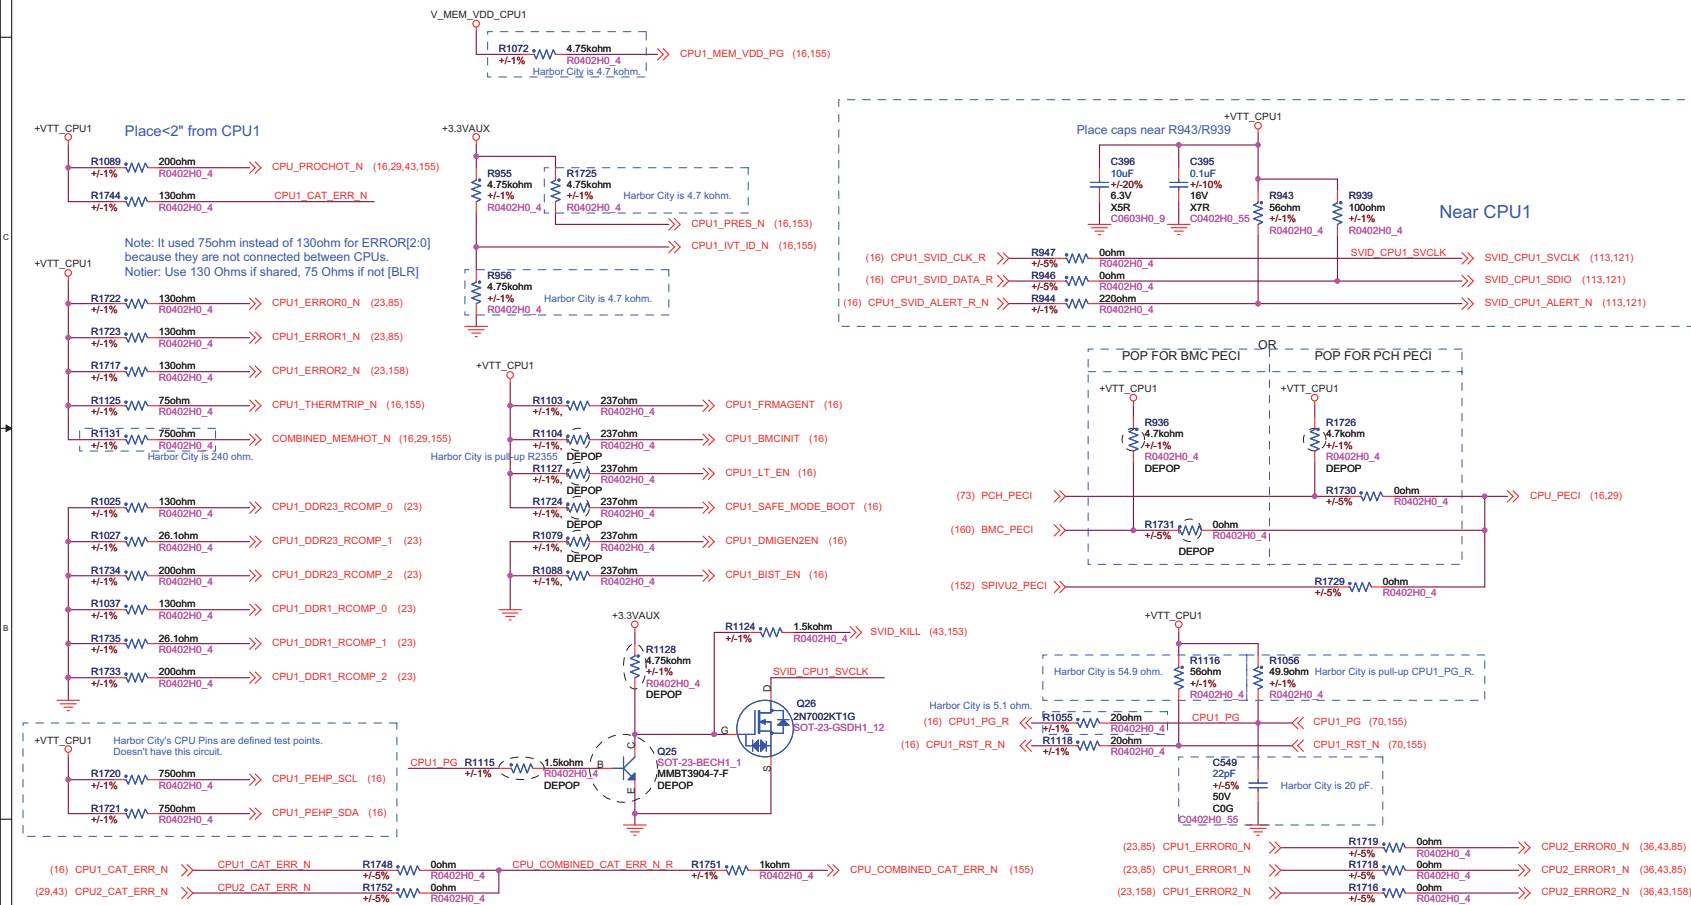 V_MEM_VDD_CPU1
R1072 4.75kohm
+/-1% R0402H0_4
Harbor City is 4.7 kohm.
CPU1_MEM_VDD_PG (16,155)
+VTT_CPU1
Place<2" from CPU1
R1089 200ohm
+/-1% R0402H0_4
CPU_PROCHOT_N (16,29,43,155)
R1744 130ohm
+/-1% R0402H0_4
CPU1_CAT_ERR_N
Note: It used 75ohm instead of 130ohm for ERROR[2:0]
because they are not connected between CPUs.
Notier: Use 130 Ohms if shared, 75 Ohms if not [BLR]
+VTT_CPU1
R1722 130ohm
+/-1% R0402H0_4
CPU1_ERROR0_N (23,85)
R1723 130ohm
+/-1% R0402H0_4
CPU1_ERROR1_N (23,85)
R1717 130ohm
+/-1% R0402H0_4
CPU1_ERROR2_N (23,158)
R1125 75ohm
+/-1% R0402H0_4
CPU1_THERMTRIP_N (16,155)
R1131 750ohm
+/-1% R0402H0_4
COMBINED_MEMHOT_N (16,29,155)
Harbor City is 240 ohm.
R1025 130ohm
+/-1% R0402H0_4
CPU1_DDR23_RCOMP_0 (23)
R1027 26.1ohm
+/-1% R0402H0_4
CPU1_DDR23_RCOMP_1 (23)
R1734 200ohm
+/-1% R0402H0_4
CPU1_DDR23_RCOMP_2 (23)
R1037 130ohm
+/-1% R0402H0_4
CPU1_DDR1_RCOMP_0 (23)
R1735 26.1ohm
+/-1% R0402H0_4
CPU1_DDR1_RCOMP_1 (23)
R1733 200ohm
+/-1% R0402H0_4
CPU1_DDR1_RCOMP_2 (23)
+VTT_CPU1
Harbor City's CPU Pins are defined test points.
Doesn't have this circuit.
R1720 750ohm
+/-1% R0402H0_4
CPU1_PEHP_SCL (16)
R1721 750ohm
+/-1% R0402H0_4
CPU1_PEHP_SDA (16)
+3.3VAUX
R955
4.75kohm
+/-1%
R0402H0_4
R1725
4.75kohm
+/-1%
R0402H0_4
Harbor City is 4.7 kohm.
CPU1_PRES_N (16,153)
CPU1_IVT_ID_N (16,155)
R956
4.75kohm
+/-1%
R0402H0_4
Harbor City is 4.7 kohm.
+VTT_CPU1
R1103 237ohm
+/-1%, R0402H0_4
CPU1_FRMAGENT (16)
R1104 237ohm
+/-1%, R0402H0_4
DEPOP
CPU1_BMCINIT (16)
Harbor City is pull-up R2355
R1127 237ohm
+/-1%, R0402H0_4
DEPOP
CPU1_LT_EN (16)
R1724 237ohm
+/-1%, R0402H0_4
DEPOP
CPU1_SAFE_MODE_BOOT (16)
R1079 237ohm
+/-1%, R0402H0_4
DEPOP
CPU1_DMIGEN2EN (16)
R1088 237ohm
+/-1%, R0402H0_4
CPU1_BIST_EN (16)
+3.3VAUX
R1128
4.75kohm
+/-1%
R0402H0_4
DEPOP
R1124 1.5kohm
+/-1% R0402H0_4
SVID_KILL (43,153)
SVID_CPU1_SVCLK
D
G
S
Q26
2N7002KT1G
SOT-23-GSDH1_12
CPU1_PG R1115 1.5kohm
+/-1% R0402H0_4
DEPOP
B
C
E
Q25
SOT-23-BECH1_1
MMBT3904-7-F
DEPOP
Place caps near R943/R939
+VTT_CPU1
C396
10uF
+/-20%
6.3V
X5R
C0603H0_9
C395
0.1uF
+/-10%
16V
X7R
C0402H0_55
R943
56ohm
+/-1%
R0402H0_4
R939
100ohm
+/-1%
R0402H0_4
Near CPU1
(16) CPU1_SVID_CLK_R R947 0ohm SVID_CPU1_SVCLK SVID_CPU1_SVCLK (113,121)
+/-5% R0402H0_4
(16) CPU1_SVID_DATA_R R946 0ohm SVID_CPU1_SDIO (113,121)
+/-5% R0402H0_4
(16) CPU1_SVID_ALERT_R_N R944 220ohm SVID_CPU1_ALERT_N (113,121)
+/-1% R0402H0_4
OR
POP FOR BMC PECI POP FOR PCH PECI
+VTT_CPU1 +VTT_CPU1
R936
4.7kohm
+/-1%
R0402H0_4
DEPOP
R1726
4.7kohm
+/-1%
R0402H0_4
DEPOP
(73) PCH_PECI R1730 0ohm CPU_PECI (16,29)
+/-5% R0402H0_4
(160) BMC_PECI R1731 0ohm
+/-5% R0402H0_4
DEPOP
(152) SPIVU2_PECI R1729 0ohm
+/-5% R0402H0_4
+VTT_CPU1
Harbor City is 54.9 ohm.
R1116
56ohm
+/-1%
R0402H0_4
R1056
49.9ohm
+/-1%
R0402H0_4
Harbor City is pull-up CPU1_PG_R.
Harbor City is 5.1 ohm.
(16) CPU1_PG_R R1055 20ohm CPU1_PG CPU1_PG (70,155)
+/-1% R0402H0_4
(16) CPU1_RST_R_N R1118 20ohm CPU1_RST_N (70,155)
+/-1% R0402H0_4
C549
22pF
+/-5%
50V
C0G
C0402H0_55
Harbor City is 20 pF.
(16) CPU1_CAT_ERR_N CPU1_CAT_ERR_N R1748 0ohm CPU_COMBINED_CAT_ERR_N_R R1751 1kohm CPU_COMBINED_CAT_ERR_N (155)
+/-5% R0402H0_4 +/-1% R0402H0_4
(29,43) CPU2_CAT_ERR_N CPU2_CAT_ERR_N R1752 0ohm
+/-5% R0402H0_4
(23,85) CPU1_ERROR0_N R1719 0ohm CPU2_ERROR0_N (36,43,85)
+/-5% R0402H0_4
(23,85) CPU1_ERROR1_N R1718 0ohm CPU2_ERROR1_N (36,43,85)
+/-5% R0402H0_4
(23,158) CPU1_ERROR2_N R1716 0ohm CPU2_ERROR2_N (36,43,158)
+/-5% R0402H0_4
C
B